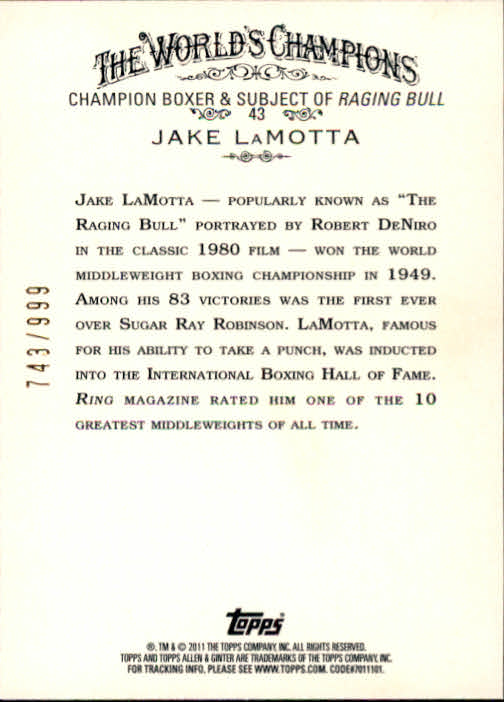 THE WORLD'S CHAMPIONS
CHAMPION BOXER & SUBJECT OF RAGING BULL
43
JAKE LAMOTTA
JAKE LAMOTTA — POPULARLY KNOWN AS "THE
RAGING BULL" PORTRAYED BY ROBERT DENIRO
IN THE CLASSIC 1980 FILM — WON THE WORLD
MIDDLEWEIGHT BOXING CHAMPIONSHIP IN 1949.
AMONG HIS 83 VICTORIES WAS THE FIRST EVER
OVER SUGAR RAY ROBINSON. LAMOTTA, FAMOUS
FOR HIS ABILITY TO TAKE A PUNCH, WAS INDUCTED
INTO THE INTERNATIONAL BOXING HALL OF FAME.
RING MAGAZINE RATED HIM ONE OF THE 10
GREATEST MIDDLEWEIGHTS OF ALL TIME.
743/999
Topps
®, TM & © 2011 THE TOPPS COMPANY, INC. ALL RIGHTS RESERVED.
TOPPS AND TOPPS ALLEN & GINTER ARE TRADEMARKS OF THE TOPPS COMPANY, INC.
FOR TRACKING INFO, PLEASE SEE WWW.TOPPS.COM. CODE#7011101.